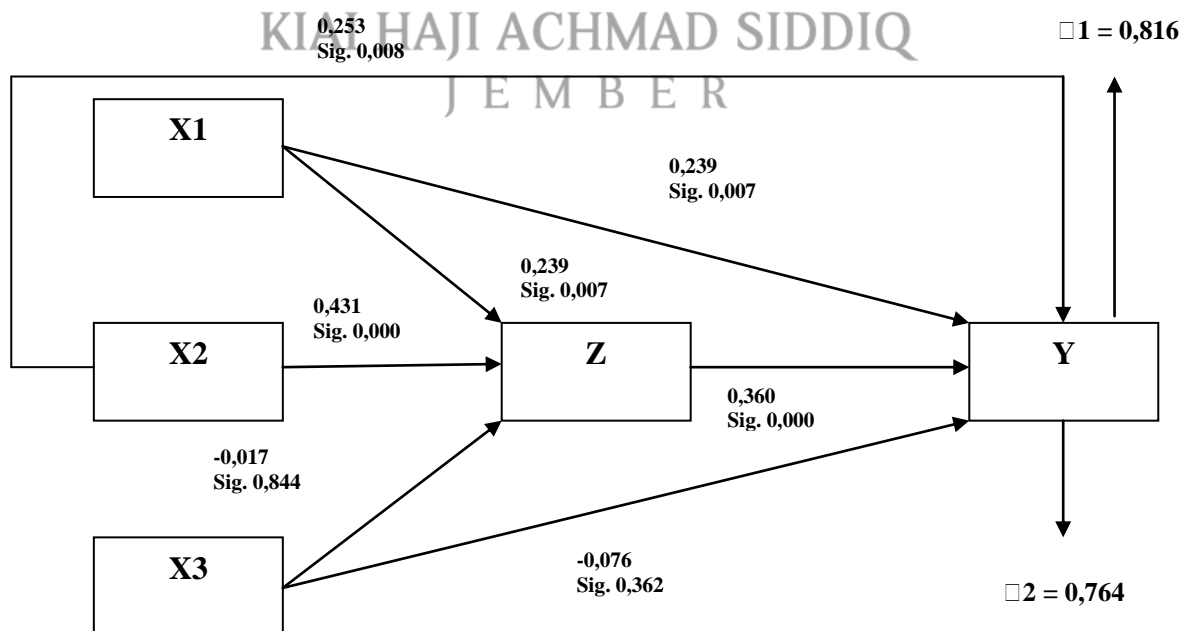 KIAI HAJI ACHMAD SIDDIQ
JEMBER
0,253
Sig. 0,008
□1 = 0,816
X1
0,239
Sig. 0,007
0,239
Sig. 0,007
0,431
Sig. 0,000
X2
Z
Y
0,360
Sig. 0,000
-0,017
Sig. 0,844
X3
-0,076
Sig. 0,362
□2 = 0,764